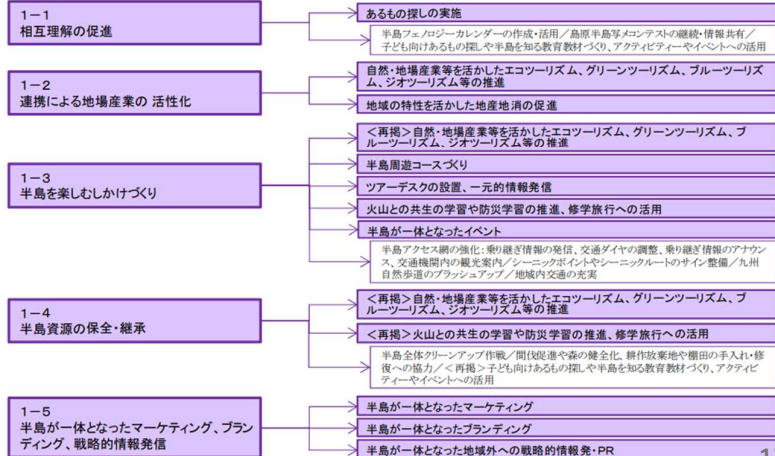 1－1
相互理解の促進
あるもの探しの実施
半島フェノロジーカレンダーの作成・活用／島原半島写メコンテストの継続・情報共有／
子ども向けあるもの探しや半島を知る教育教材づくり、アクティビティーやイベントへの活用
1－2
連携による地場産業の 活性化
自然・地場産業等を活かしたエコツーリズム、グリーンツーリズム、ブルーツーリズ
ム、ジオツーリズム等の推進
地域の特性を活かした地産地消の促進
1－3
半島を楽しむしかけづくり
＜再掲＞自然・地場産業等を活かしたエコツーリズム、グリーンツーリズム、ブ
ルーツーリズム、ジオツーリズム等の推進
半島周遊コースづくり
ツアーデスクの設置、一元的情報発信
火山との共生の学習や防災学習の推進、修学旅行への活用
半島が一体となったイベント
半島アクセス網の強化：乗り継ぎ情報の発信、交通ダイヤの調整、乗り継ぎ情報のアナウン
ス、交通機関内の観光案内／シーニックポイントやシーニックルートのサイン整備／九州
自然歩道のブラッシュアップ／地域内交通の充実
1－4
半島資源の保全・継承
＜再掲＞自然・地場産業等を活かしたエコツーリズム、グリーンツーリズム、ブ
ルーツーリズム、ジオツーリズム等の推進
＜再掲＞火山との共生の学習や防災学習の推進、修学旅行への活用
半島全体クリーンアップ作戦／間伐促進や森の健全化、耕作放棄地や棚田の手入れ・修
復への協力／＜再掲＞子ども向けあるもの探しや半島を知る教育教材づくり、アクティビ
ティーやイベントへの活用
1－5
半島が一体となったマーケティング、ブラン
ディング、戦略的情報発信
半島が一体となったマーケティング
半島が一体となったブランディング
半島が一体となった地域外への戦略的情報発・PR